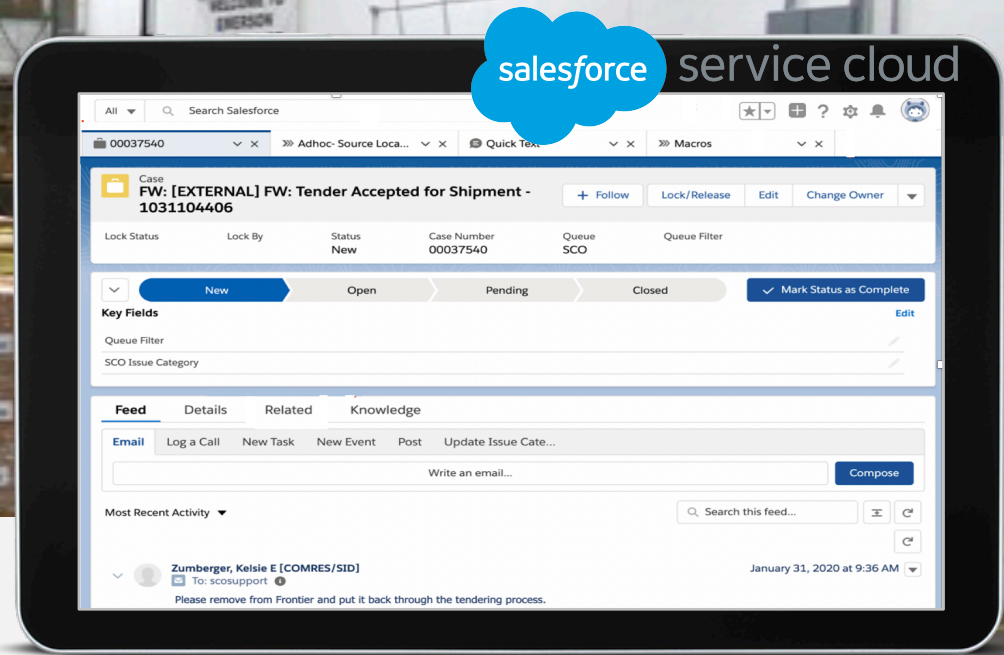 WELCOME TO
EMERSON
salesforce service cloud
All Search Salesforce
00037540 Adhoc- Source Loca... Quick Text Macros
Case
FW: [EXTERNAL] FW: Tender Accepted for Shipment -
1031104406
+ Follow Lock/Release Edit Change Owner
Lock Status Lock By Status Case Number Queue Queue Filter
New 00037540 SCO
New Open Pending Closed Mark Status as Complete
Key Fields Edit
Queue Filter
SCO Issue Category
Feed Details Related Knowledge
Email Log a Call New Task New Event Post Update Issue Cate...
Write an email... Compose
Most Recent Activity Search this feed...
Zumberger, Kelsie E [COMRES/SID] January 31, 2020 at 9:36 AM
To: scosupport
Please remove from Frontier and put it back through the tendering process.